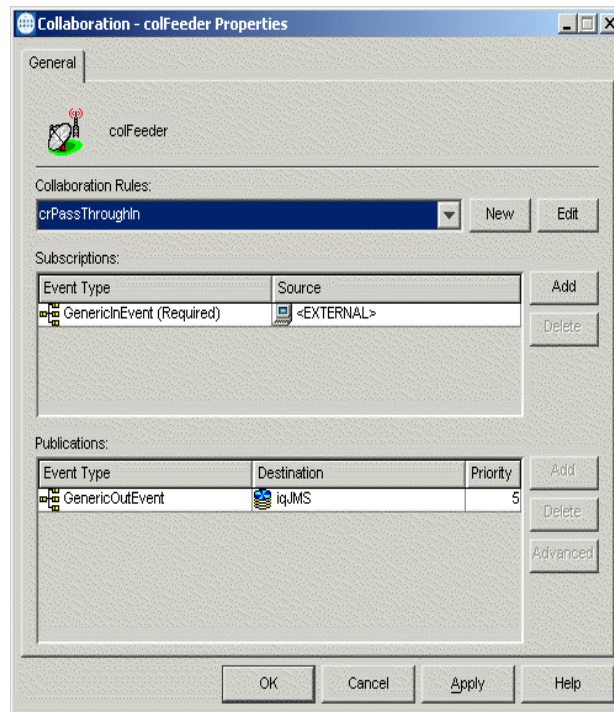 Collaboration - colFeeder Properties
General
colFeeder
Collaboration Rules:
crPassThroughIn
New
Edit
Subscriptions:
Event Type Source
GenericInEvent (Required) <EXTERNAL>
Add
Delete
Publications:
Event Type Destination Priority
GenericOutEvent iqJMS 5
Add
Delete
Advanced
OK Cancel Apply Help